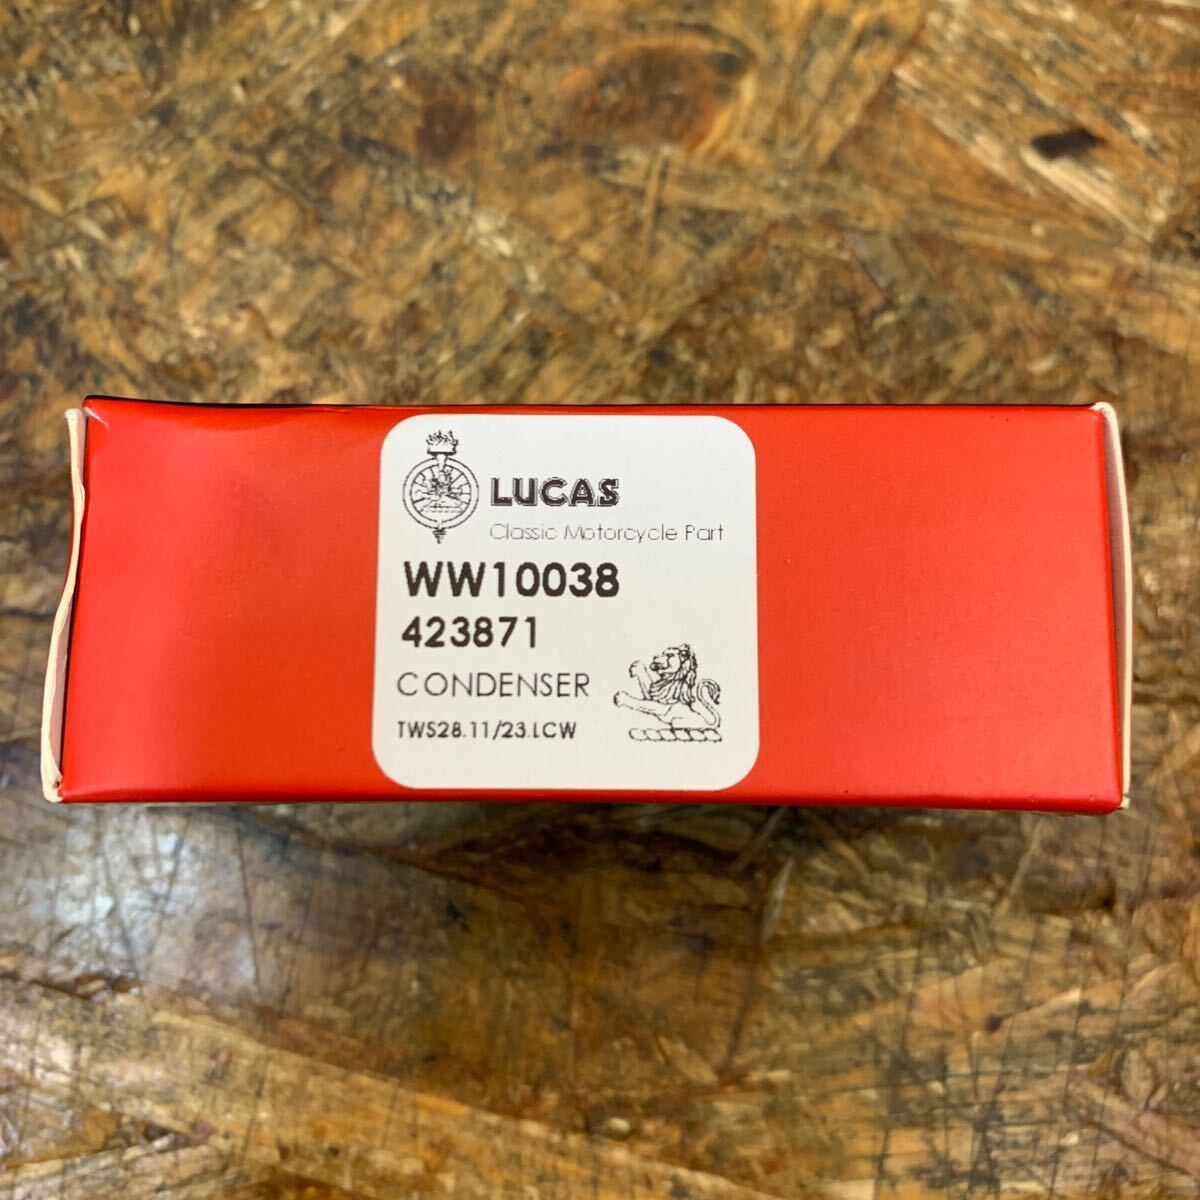 LUCAS
Classic Motorcycle Part
WW10038
423871
CONDENSER
TWS28.11/23.LCW